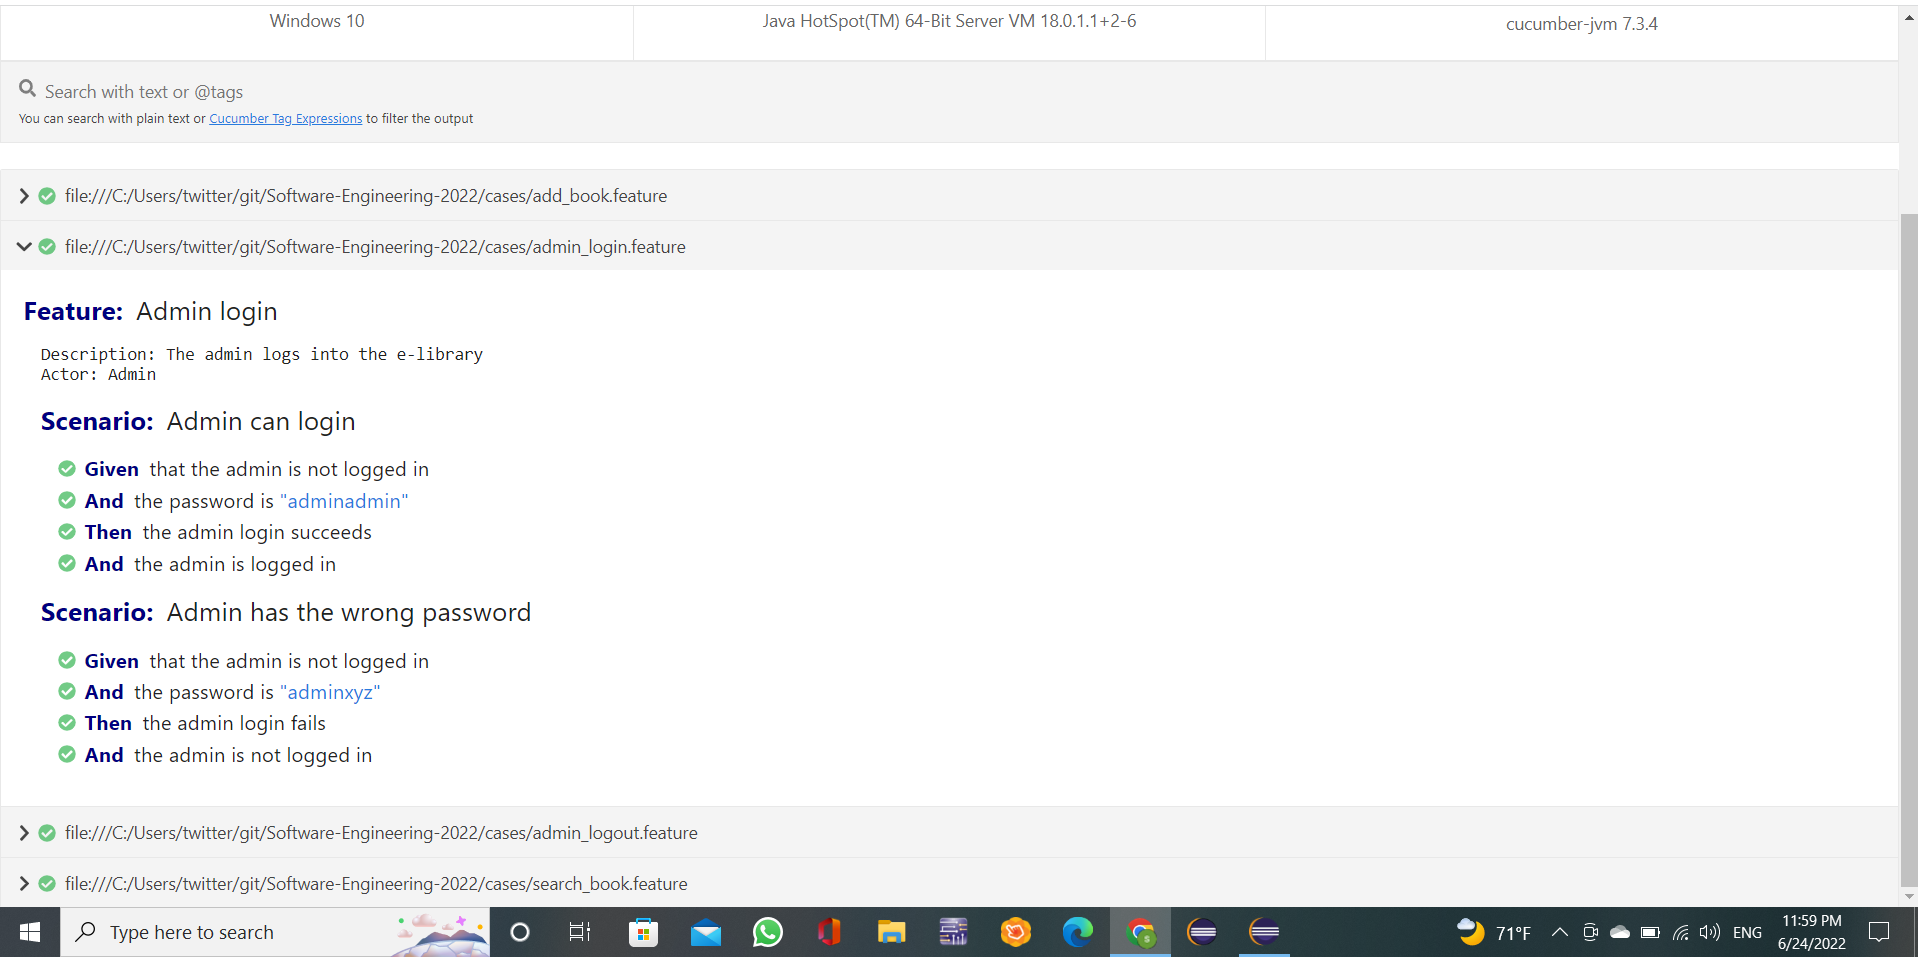 Windows 10
Java HotSpot(TM) 64-Bit Server VM 18.0.1.1+2-6
cucumber-jvm 7.3.4
Search with text or @tags
You can search with plain text or Cucumber Tag Expressions to filter the output
file:///C:/Users/twitter/git/Software-Engineering-2022/cases/add_book.feature
file:///C:/Users/twitter/git/Software-Engineering-2022/cases/admin_login.feature
Feature: Admin login
Description: The admin logs into the e-library
Actor: Admin
Scenario: Admin can login
Given that the admin is not logged in
And the password is "adminadmin"
Then the admin login succeeds
And the admin is logged in
Scenario: Admin has the wrong password
Given that the admin is not logged in
And the password is "adminxyz"
Then the admin login fails
And the admin is not logged in
file:///C:/Users/twitter/git/Software-Engineering-2022/cases/admin_logout.feature
file:///C:/Users/twitter/git/Software-Engineering-2022/cases/search_book.feature
Type here to search
71°F
ENG
11:59 PM
6/24/2022